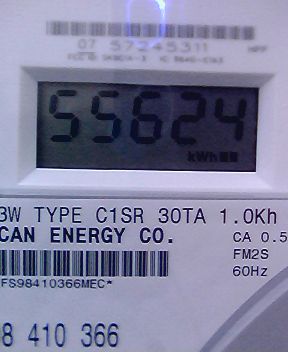 07 57245311
55624
kWh
3W TYPE C1SR 30TA 1.0Kh
CAN ENERGY CO.
CA 0.5
FM2S
60Hz
FS98410366MEC*
98 410 366